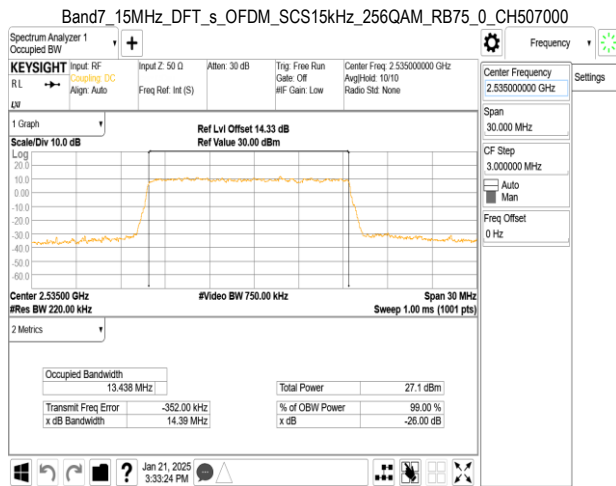 Band7_15MHz_DFT_s_OFDM_SCS15kHz_256QAM_RB75_0_CH507000
Spectrum Analyzer 1
Occupied BW
Frequency
KEYSIGHT Input: RF Input Z: 50 Ω Atten: 30 dB Trig: Free Run Center Freq: 2.535000000 GHz
RL Coupling: DC Gate: Off Avg|Hold: 10/10
Align: Auto Freq Ref: Int (S) #IF Gain: Low Radio Std: None
Center Frequency
2.535000000 GHz
Settings
Span
30.000 MHz
CF Step
3.000000 MHz
Auto
Man
Freq Offset
0 Hz
1 Graph
Ref Lvl Offset 14.33 dB
Scale/Div 10.0 dB Ref Value 30.00 dBm
Log
20.0
10.0
0.00
-10.0
-20.0
-30.0
-40.0
-50.0
-60.0
Center 2.53500 GHz #Video BW 750.00 kHz Span 30 MHz
#Res BW 220.00 kHz Sweep 1.00 ms (1001 pts)
2 Metrics
Occupied Bandwidth
13.438 MHz Total Power 27.1 dBm
Transmit Freq Error -352.00 kHz % of OBW Power 99.00 %
x dB Bandwidth 14.39 MHz x dB -26.00 dB
Jan 21, 2025
3:33:24 PM